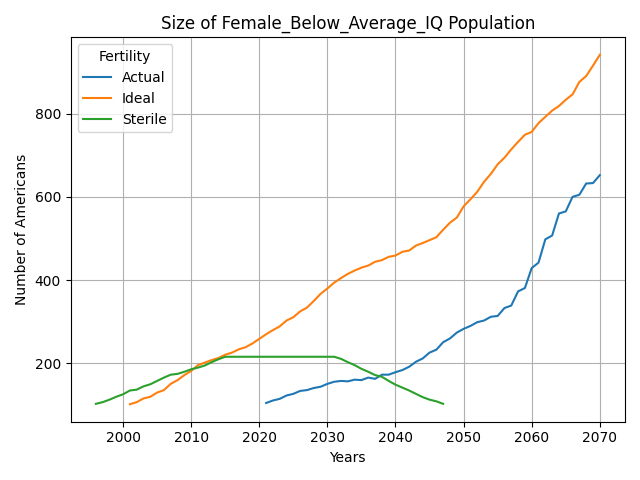 Size of Female_Below_Average_IQ Population
Fertility
Actual
Ideal
Sterile
Number of Americans
800
600
400
200
2000 2010 2020 2030 2040 2050 2060 2070
Years